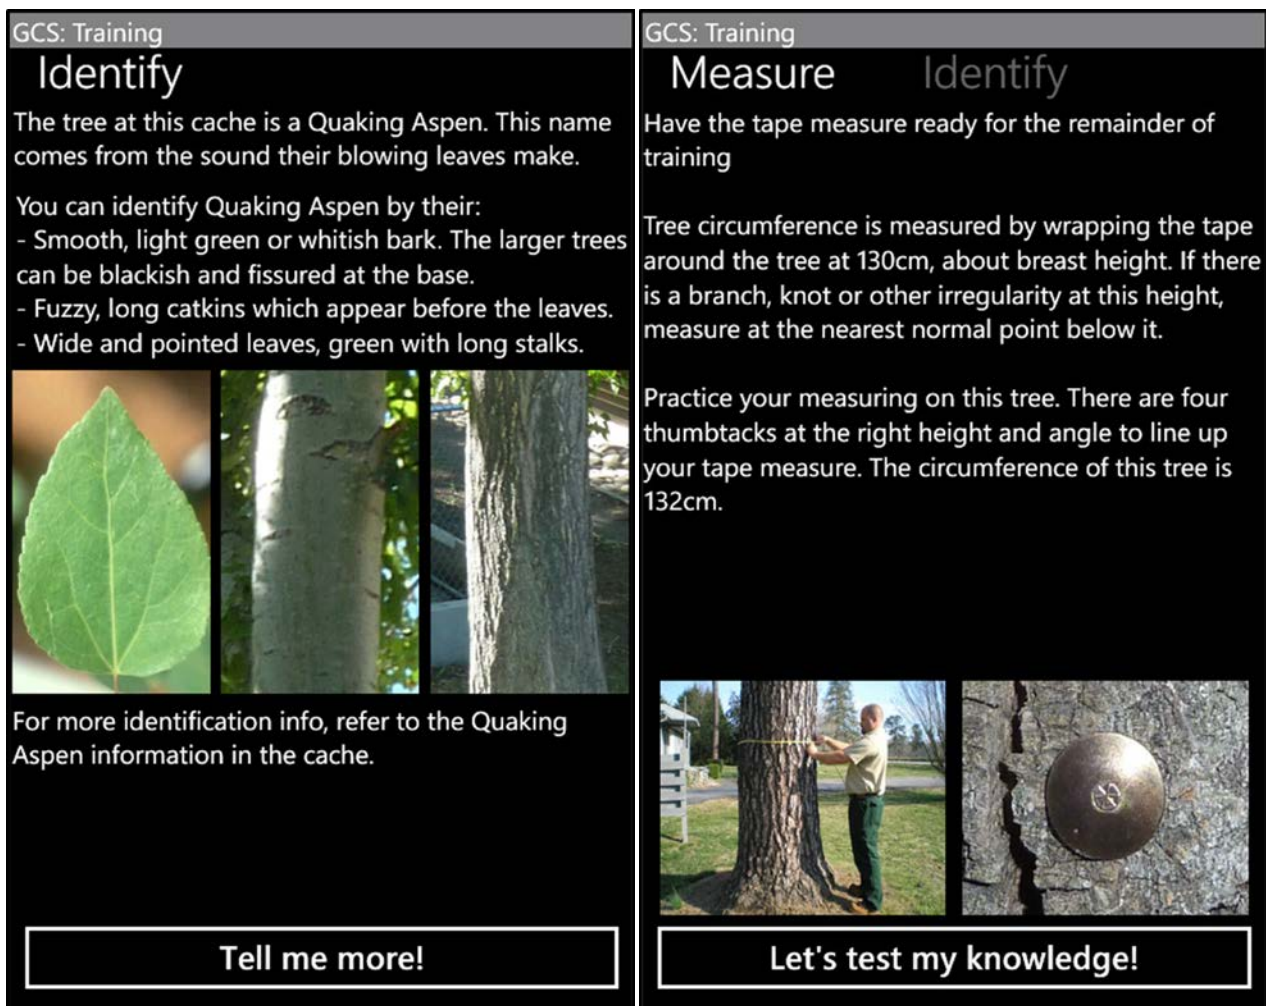 GCS: Training
Identify
The tree at this cache is a Quaking Aspen. This name
comes from the sound their blowing leaves make.
You can identify Quaking Aspen by their:
- Smooth, light green or whitish bark. The larger trees
can be blackish and fissured at the base.
- Fuzzy, long catkins which appear before the leaves.
- Wide and pointed leaves, green with long stalks.
For more identification info, refer to the Quaking
Aspen information in the cache.
Tell me more!
GCS: Training
Measure Identify
Have the tape measure ready for the remainder of
training
Tree circumference is measured by wrapping the tape
around the tree at 130cm, about breast height. If there
is a branch, knot or other irregularity at this height,
measure at the nearest normal point below it.
Practice your measuring on this tree. There are four
thumbtacks at the right height and angle to line up
your tape measure. The circumference of this tree is
132cm.
Let's test my knowledge!